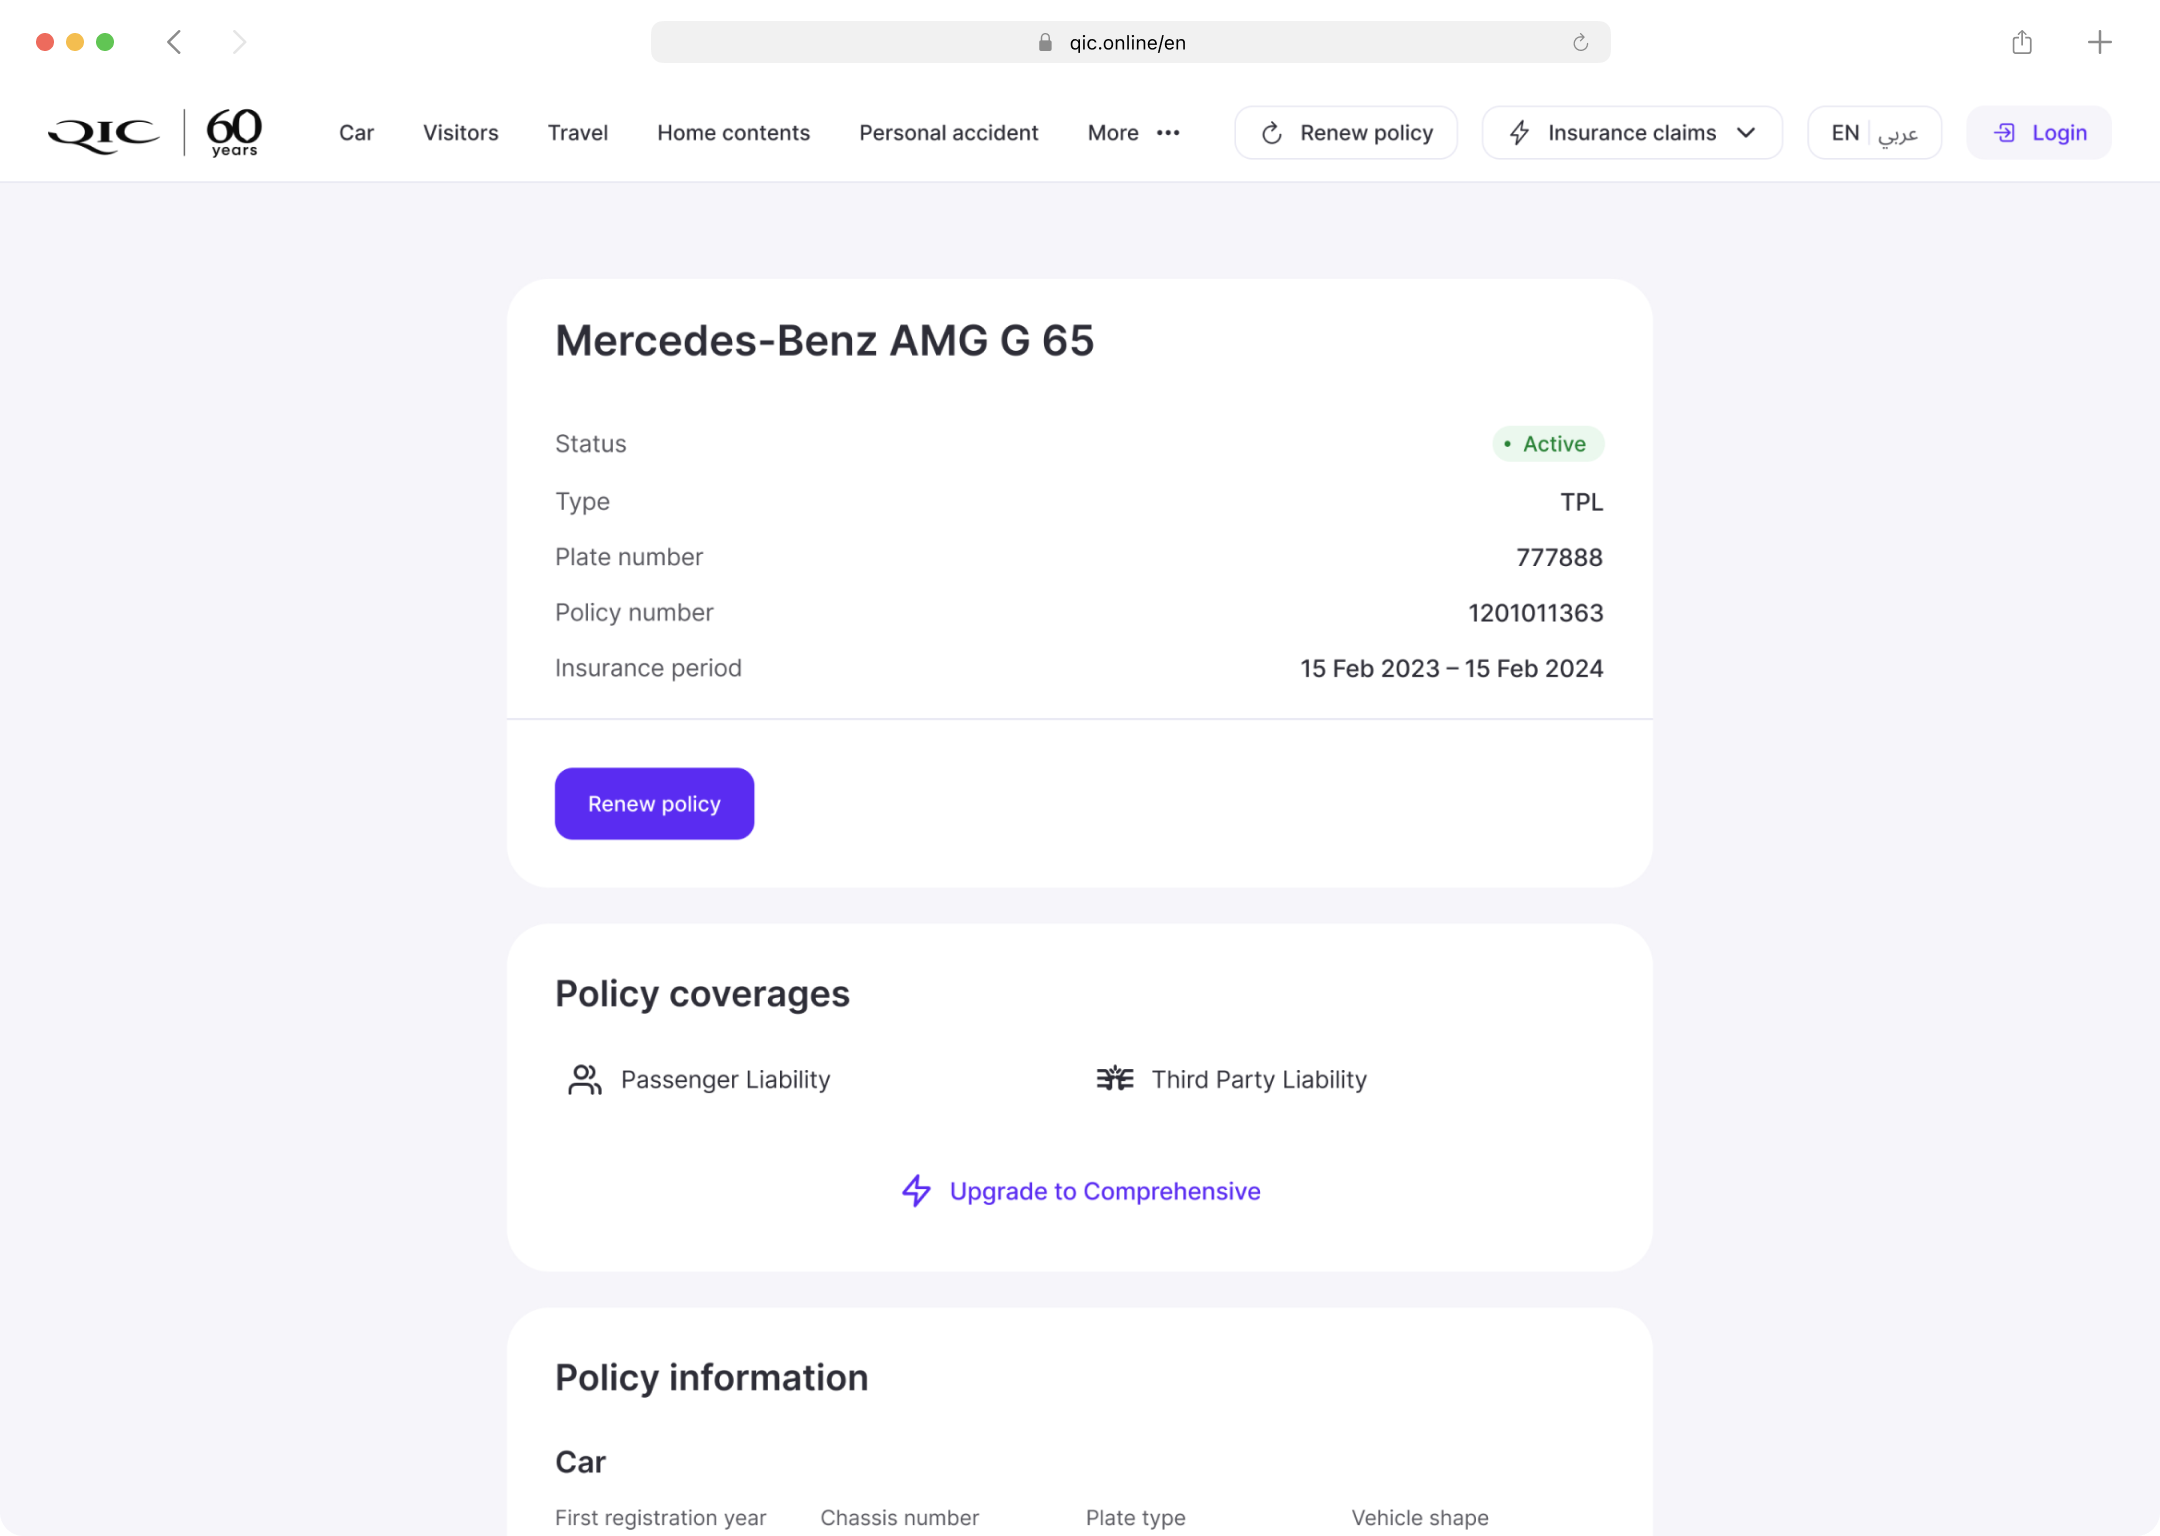 qic.online/en
QIC 60 years Car Visitors Travel Home contents Personal accident More ••• Renew policy Insurance claims EN عربي Login
Mercedes-Benz AMG G 65
Status • Active
Type TPL
Plate number 777888
Policy number 1201011363
Insurance period 15 Feb 2023 – 15 Feb 2024
Renew policy
Policy coverages
Passenger Liability Third Party Liability
Upgrade to Comprehensive
Policy information
Car
First registration year Chassis number Plate type Vehicle shape